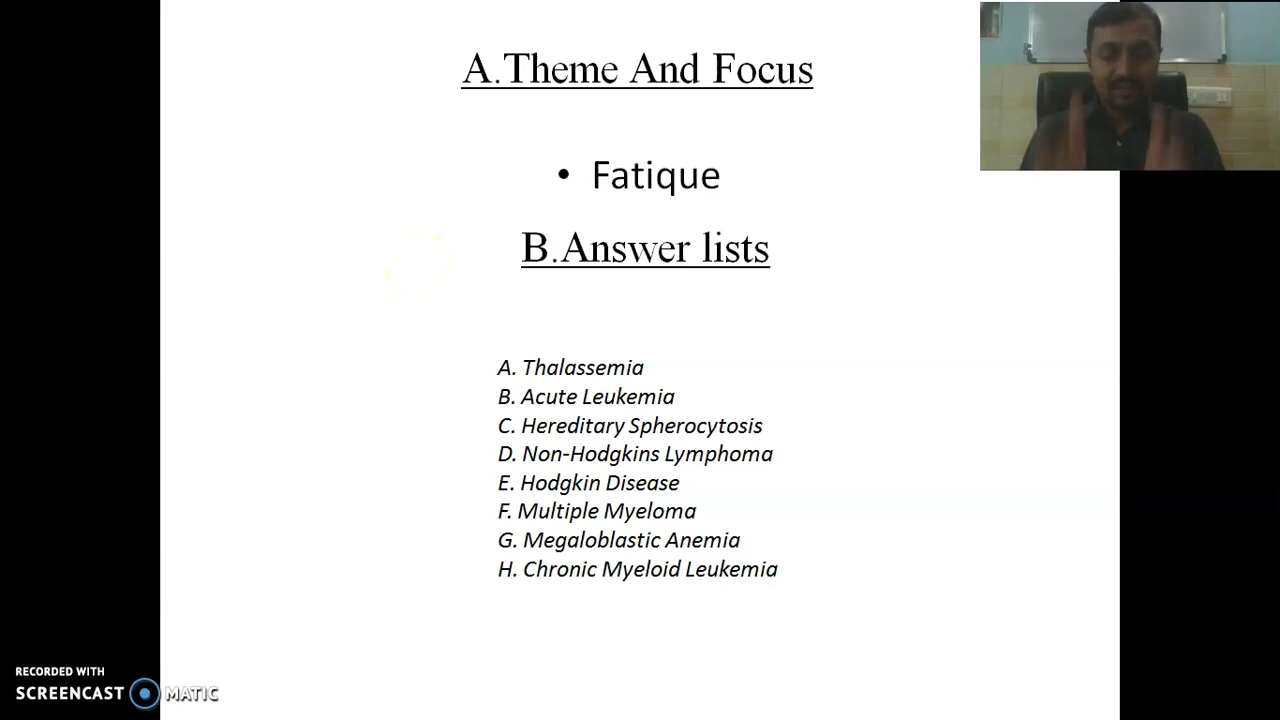 A.Theme And Focus
• Fatique
B.Answer lists
A. Thalassemia
B. Acute Leukemia
C. Hereditary Spherocytosis
D. Non-Hodgkins Lymphoma
E. Hodgkin Disease
F. Multiple Myeloma
G. Megaloblastic Anemia
H. Chronic Myeloid Leukemia
RECORDED WITH
SCREENCAST MATIC